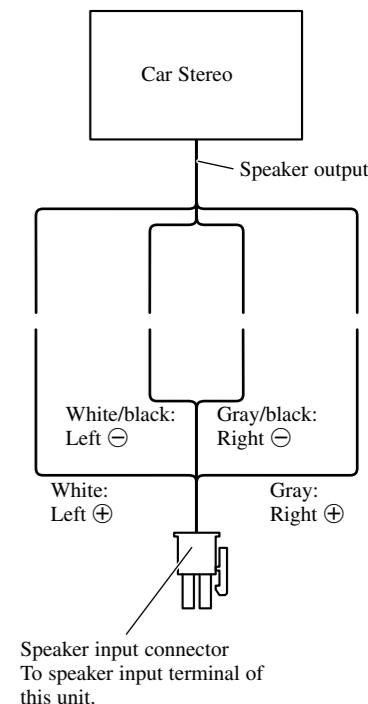 Car Stereo
Speaker output
White/black:
Left ⊖
Gray/black:
Right ⊖
White:
Left ⊕
Gray:
Right ⊕
Speaker input connector
To speaker input terminal of
this unit.